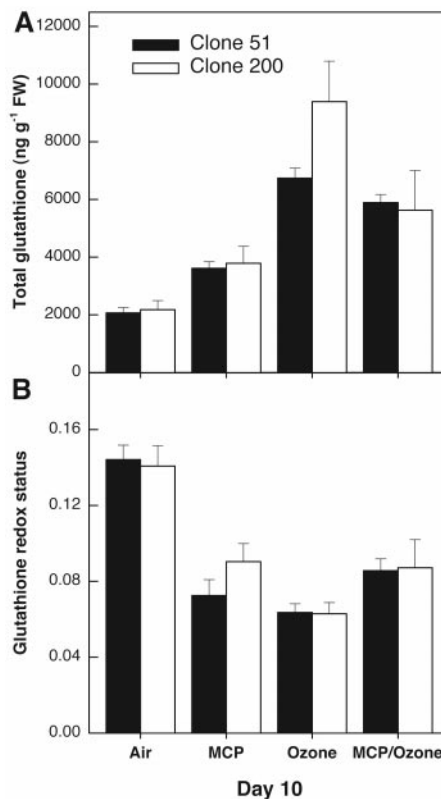 A
Clone 51
Clone 200
Total glutathione (ng g⁻¹ FW)
12000
10000
8000
6000
4000
2000
0
B
Glutathione redox status
0.16
0.12
0.08
0.04
0.00
Air MCP Ozone MCP/Ozone
Day 10